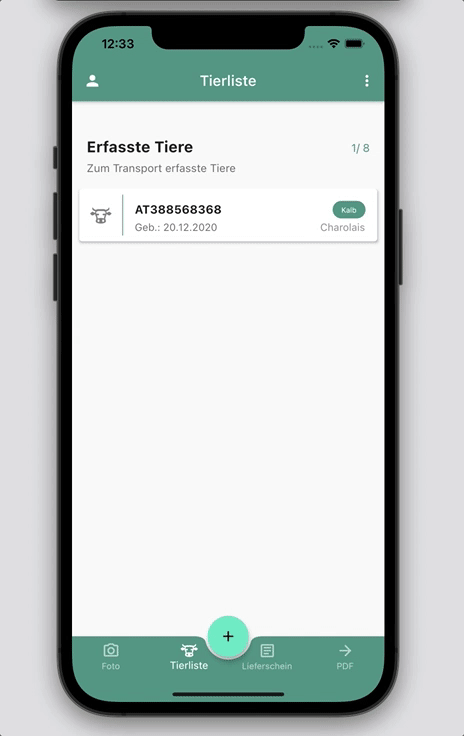 12:33
Tierliste
Erfasste Tiere
1/ 8
Zum Transport erfasste Tiere
AT388568368
Kalb
Geb.: 20.12.2020
Charolais
+
Foto
Tierliste
Lieferschein
PDF